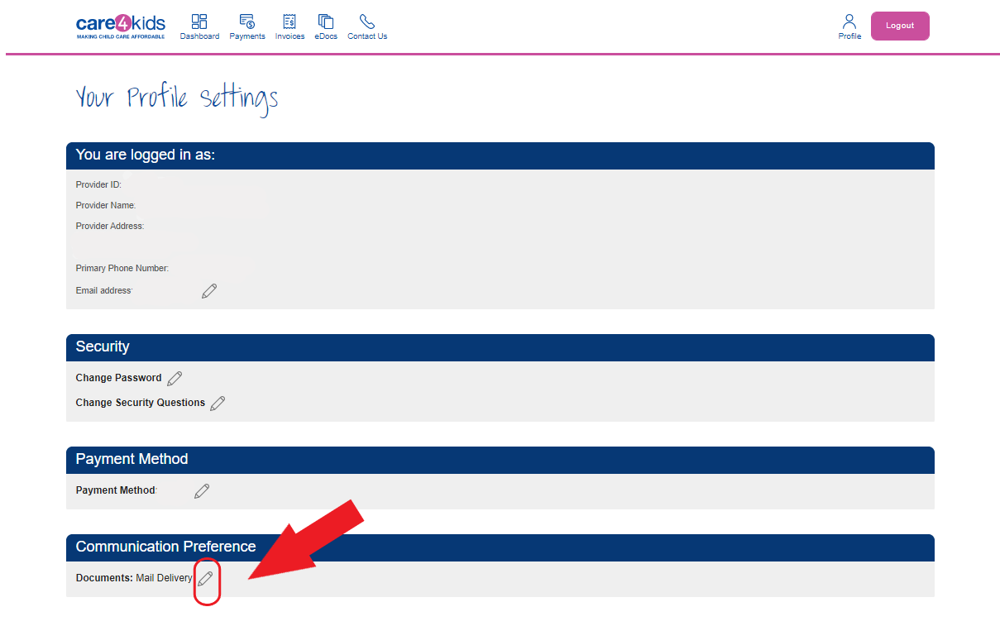 care4kids
MAKING CHILD CARE AFFORDABLE
Dashboard
Payments
Invoices
eDocs
Contact Us
Profile
Logout
Your Profile Settings
You are logged in as:
Provider ID:
Provider Name:
Provider Address:
Primary Phone Number:
Email address:
Security
Change Password
Change Security Questions
Payment Method
Payment Method:
Communication Preference
Documents: Mail Delivery